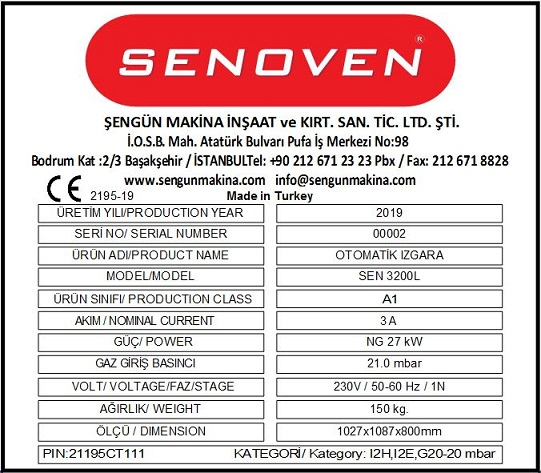 SENOVEN ®
ŞENGÜN MAKİNA İNŞAAT ve KIRT. SAN. TİC. LTD. ŞTİ.
İ.O.S.B. Mah. Atatürk Bulvarı Pufa İş Merkezi No:98
Bodrum Kat :2/3 Başakşehir / İSTANBULTel: +90 212 671 23 23 Pbx / Fax: 212 671 8828
www.sengunmakina.com info@sengunmakina.com
CE 2195-19 Made in Turkey
ÜRETİM YILI/PRODUCTION YEAR 2019
SERİ NO/ SERIAL NUMBER 00002
ÜRÜN ADI/PRODUCT NAME OTOMATİK IZGARA
MODEL/MODEL SEN 3200L
ÜRÜN SINIFI/ PRODUCTION CLASS A1
AKIM / NOMINAL CURRENT 3 A
GÜÇ/ POWER NG 27 kW
GAZ GİRİŞ BASINCI 21.0 mbar
VOLT/ VOLTAGE/FAZ/STAGE 230V / 50-60 Hz / 1N
AĞIRLIK/ WEIGHT 150 kg.
ÖLÇÜ / DIMENSION 1027x1087x800mm
PIN:21195CT111 KATEGORİ/ Kategory: I2H,I2E,G20-20 mbar